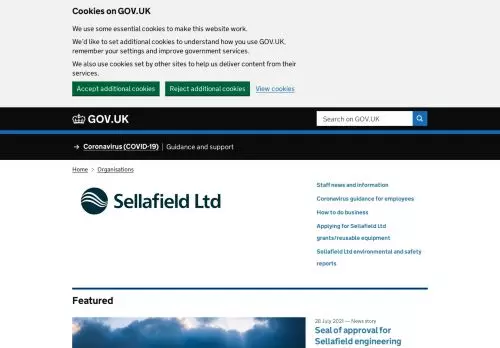 Cookies on GOV.UK
We use some essential cookies to make this website work.
We'd like to set additional cookies to understand how you use GOV.UK,
remember your settings and improve government services.
We also use cookies set by other sites to help us deliver content from their
services.
Accept additional cookies
Reject additional cookies
View cookies
GOV.UK
Search on GOV.UK
→ Coronavirus (COVID-19) | Guidance and support
Home > Organisations
Sellafield Ltd
Staff news and information
Coronavirus guidance for employees
How to do business
Applying for Sellafield Ltd
grants/reusable equipment
Sellafield Ltd environmental and safety
reports
Featured
28 July 2021 — News story
Seal of approval for
Sellafield engineering